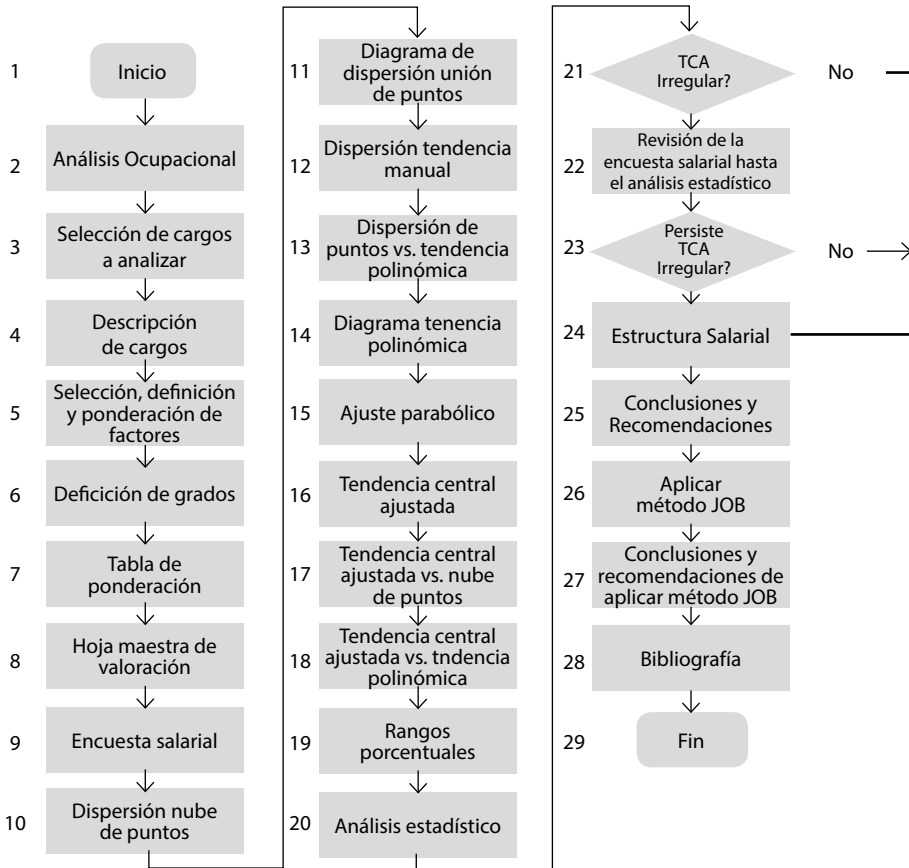 1
Inicio
2
Análisis Ocupacional
3
Selección de cargos
a analizar
4
Descripción
de cargos
5
Selección, definición
y ponderación de
factores
6
Deficición de grados
7
Tabla de
ponderación
8
Hoja maestra de
valoración
9
Encuesta salarial
10
Dispersión nube
de puntos
11
Diagrama de
dispersión unión
de puntos
12
Dispersión tendencia
manual
13
Dispersión de
puntos vs. tendencia
polinómica
14
Diagrama tenencia
polinómica
15
Ajuste parabólico
16
Tendencia central
ajustada
17
Tendencia central
ajustada vs. nube
de puntos
18
Tendencia central
ajustada vs. tndencia
polinómica
19
Rangos
porcentuales
20
Análisis estadístico
21
TCA
Irregular?
No
22
Revisión de la
encuesta salarial hasta
el análisis estadístico
23
Persiste
TCA
Irregular?
No
24
Estructura Salarial
25
Conclusiones y
Recomendaciones
26
Aplicar
método JOB
27
Conclusiones y
recomendaciones de
aplicar método JOB
28
Bibliografía
29
Fin